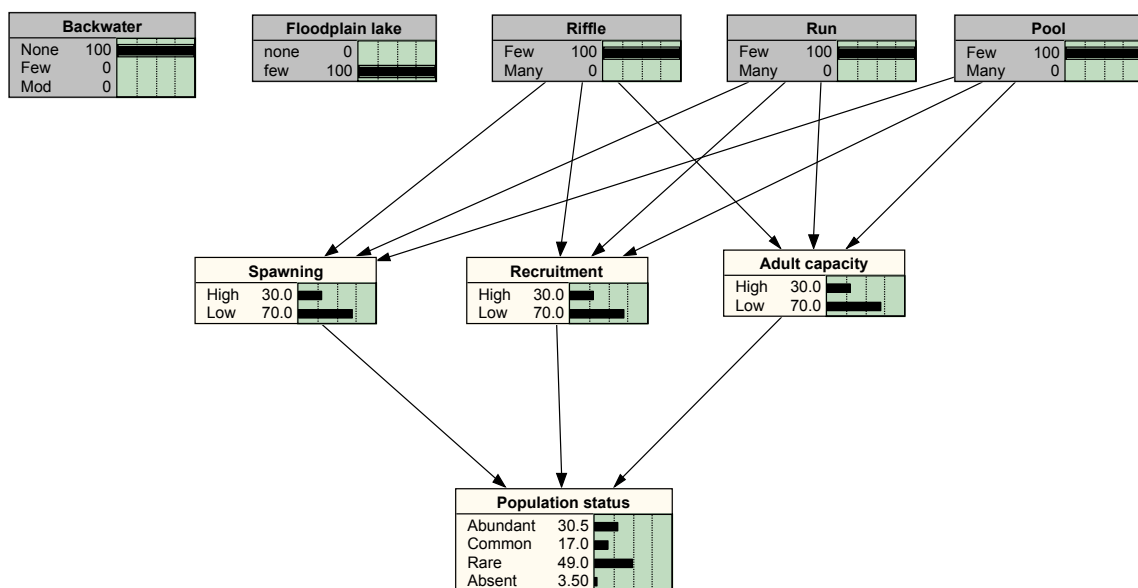 Backwater
None 100
Few 0
Mod 0
Floodplain lake
none 0
few 100
Riffle
Few 100
Many 0
Run
Few 100
Many 0
Pool
Few 100
Many 0
Spawning
High 30.0
Low 70.0
Recruitment
High 30.0
Low 70.0
Adult capacity
High 30.0
Low 70.0
Population status
Abundant 30.5
Common 17.0
Rare 49.0
Absent 3.50